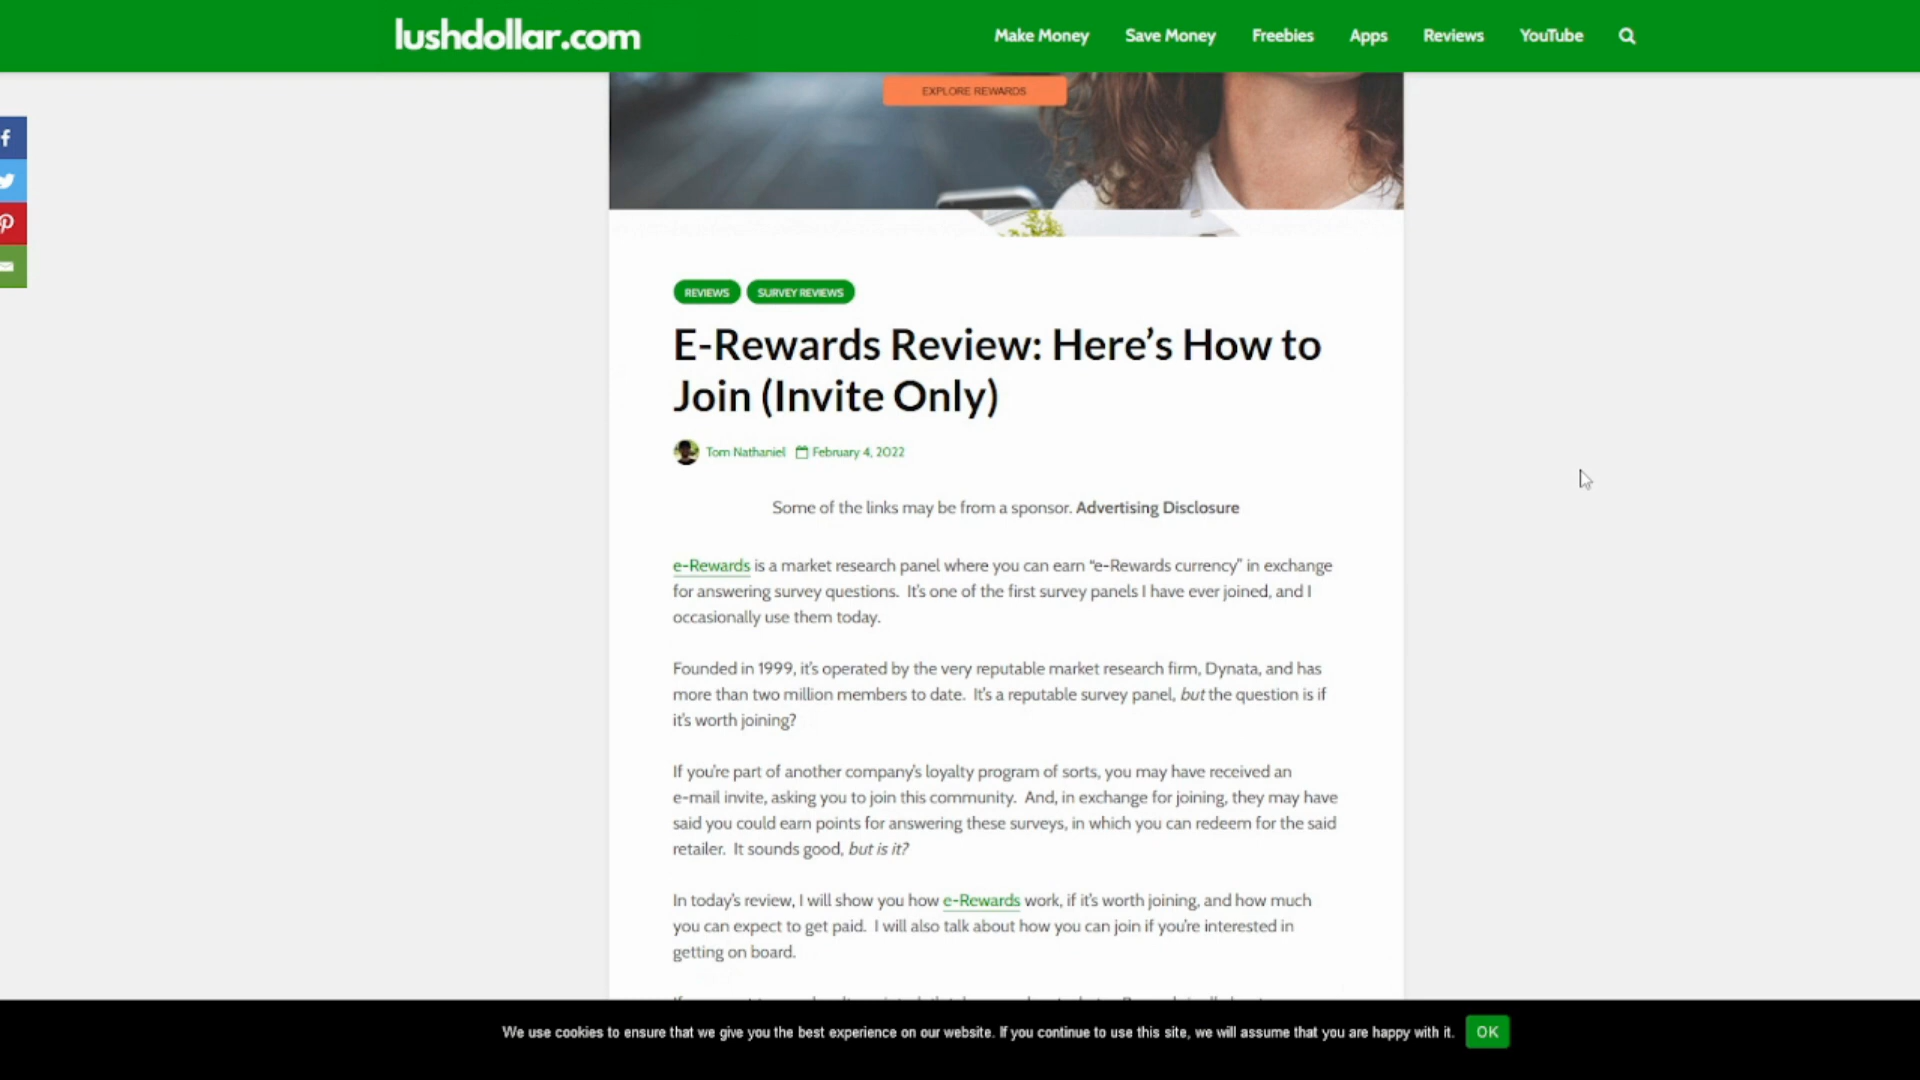 lushdollar.com
Make Money Save Money Freebies Apps Reviews YouTube
EXPLORE REWARDS
REVIEWS SURVEY REVIEWS
E-Rewards Review: Here’s How to
Join (Invite Only)
Tom Nathaniel February 4, 2022
Some of the links may be from a sponsor. Advertising Disclosure
e-Rewards is a market research panel where you can earn “e-Rewards currency” in exchange
for answering survey questions. It’s one of the first survey panels I have ever joined, and I
occasionally use them today.
Founded in 1999, it’s operated by the very reputable market research firm, Dynata, and has
more than two million members to date. It’s a reputable survey panel, but the question is if
it’s worth joining?
If you’re part of another company’s loyalty program of sorts, you may have received an
e-mail invite, asking you to join this community. And, in exchange for joining, they may have
said you could earn points for answering these surveys, in which you can redeem for the said
retailer. It sounds good, but is it?
In today’s review, I will show you how e-Rewards work, if it’s worth joining, and how much
you can expect to get paid. I will also talk about how you can join if you’re interested in
getting on board.
We use cookies to ensure that we give you the best experience on our website. If you continue to use this site, we will assume that you are happy with it. OK